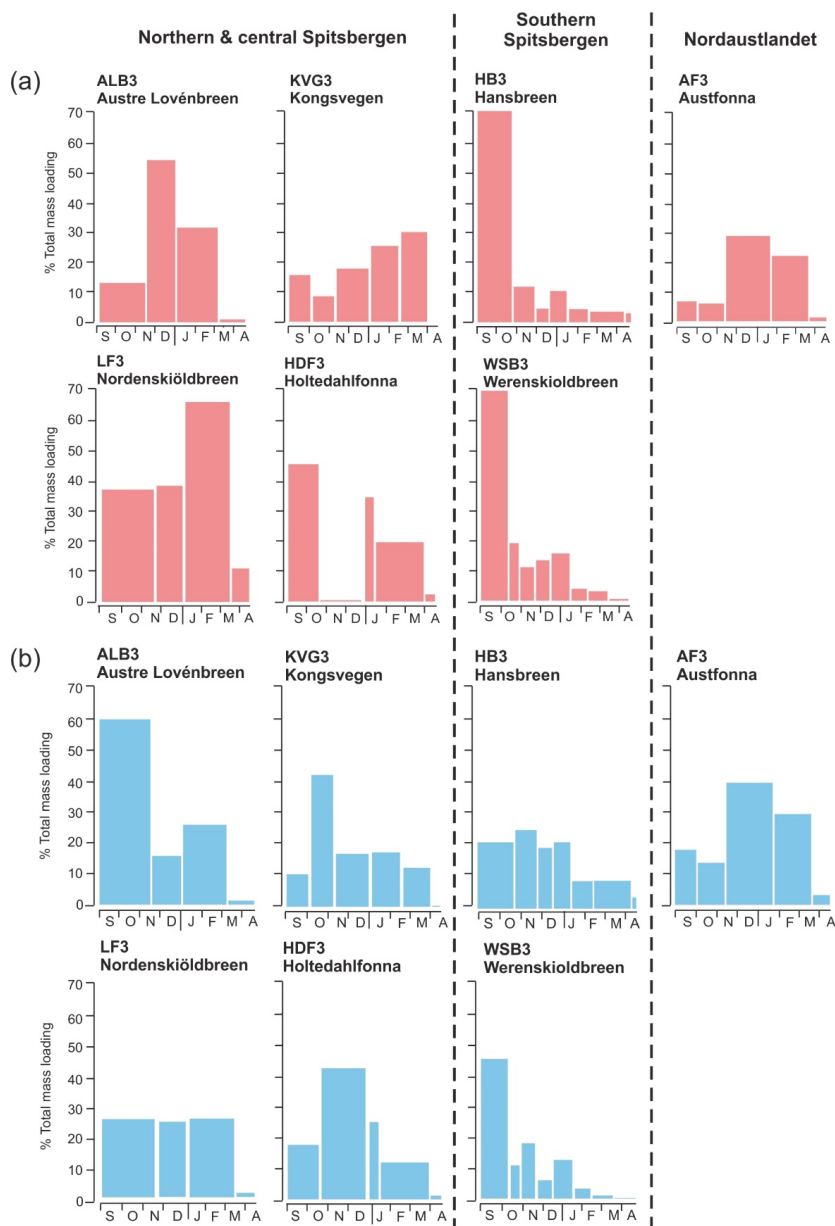 Northern & central Spitsbergen
Southern
Spitsbergen
Nordaustlandet
(a)
ALB3
Austre Lovénbreen
KVG3
Kongsvegen
HB3
Hansbreen
AF3
Austfonna
% Total mass loading
70
60
50
40
30
20
10
0
S O N D J F M A
S O N D J F M A
S O N D J F M A
S O N D J F M A
LF3
Nordenskiöldbreen
HDF3
Holtedahlfonna
WSB3
Werenskioldbreen
% Total mass loading
70
60
50
40
30
20
10
0
S O N D J F M A
S O N D J F M A
S O N D J F M A
(b)
ALB3
Austre Lovénbreen
KVG3
Kongsvegen
HB3
Hansbreen
AF3
Austfonna
% Total mass loading
70
60
50
40
30
20
10
0
S O N D J F M A
S O N D J F M A
S O N D J F M A
S O N D J F M A
LF3
Nordenskiöldbreen
HDF3
Holtedahlfonna
WSB3
Werenskioldbreen
% Total mass loading
70
60
50
40
30
20
10
0
S O N D J F M A
S O N D J F M A
S O N D J F M A